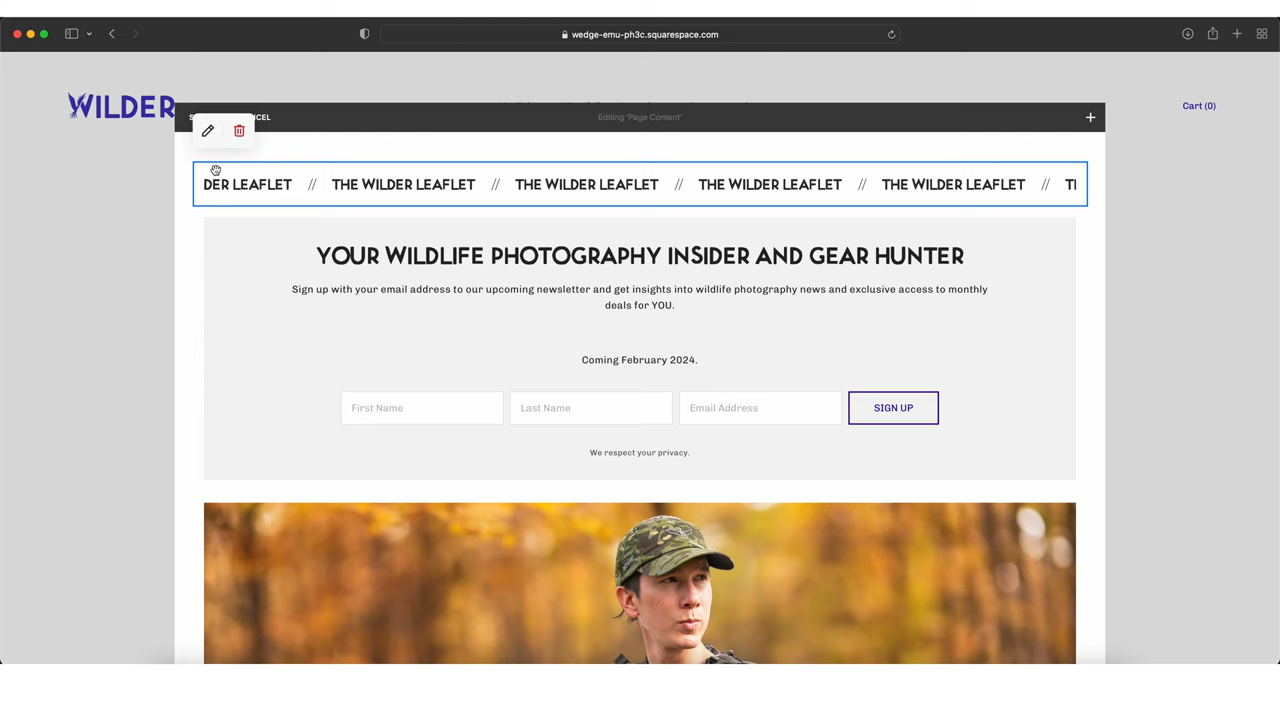 wedge-emu-ph3c.squarespace.com
WILDER
Cart (0)
Editing 'Page Content'
DER LEAFLET // THE WILDER LEAFLET // THE WILDER LEAFLET // THE WILDER LEAFLET // THE WILDER LEAFLET //
YOUR WILDLIFE PHOTOGRAPHY INSIDER AND GEAR HUNTER
Sign up with your email address to our upcoming newsletter and get insights into wildlife photography news and exclusive access to monthly
deals for YOU.
Coming February 2024.
First Name
Last Name
Email Address
SIGN UP
We respect your privacy.